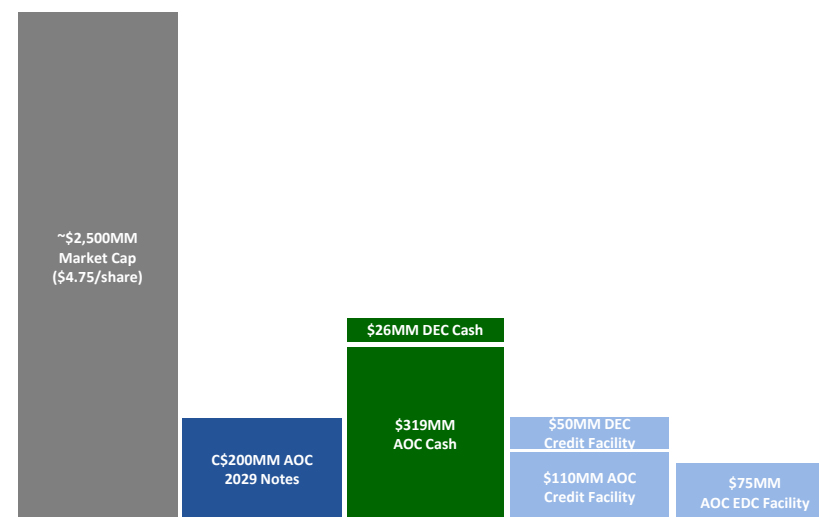 ~$2,500MM
Market Cap
($4.75/share)
C$200MM AOC
2029 Notes
$26MM DEC Cash
$319MM
AOC Cash
$50MM DEC
Credit Facility
$110MM AOC
Credit Facility
$75MM
AOC EDC Facility